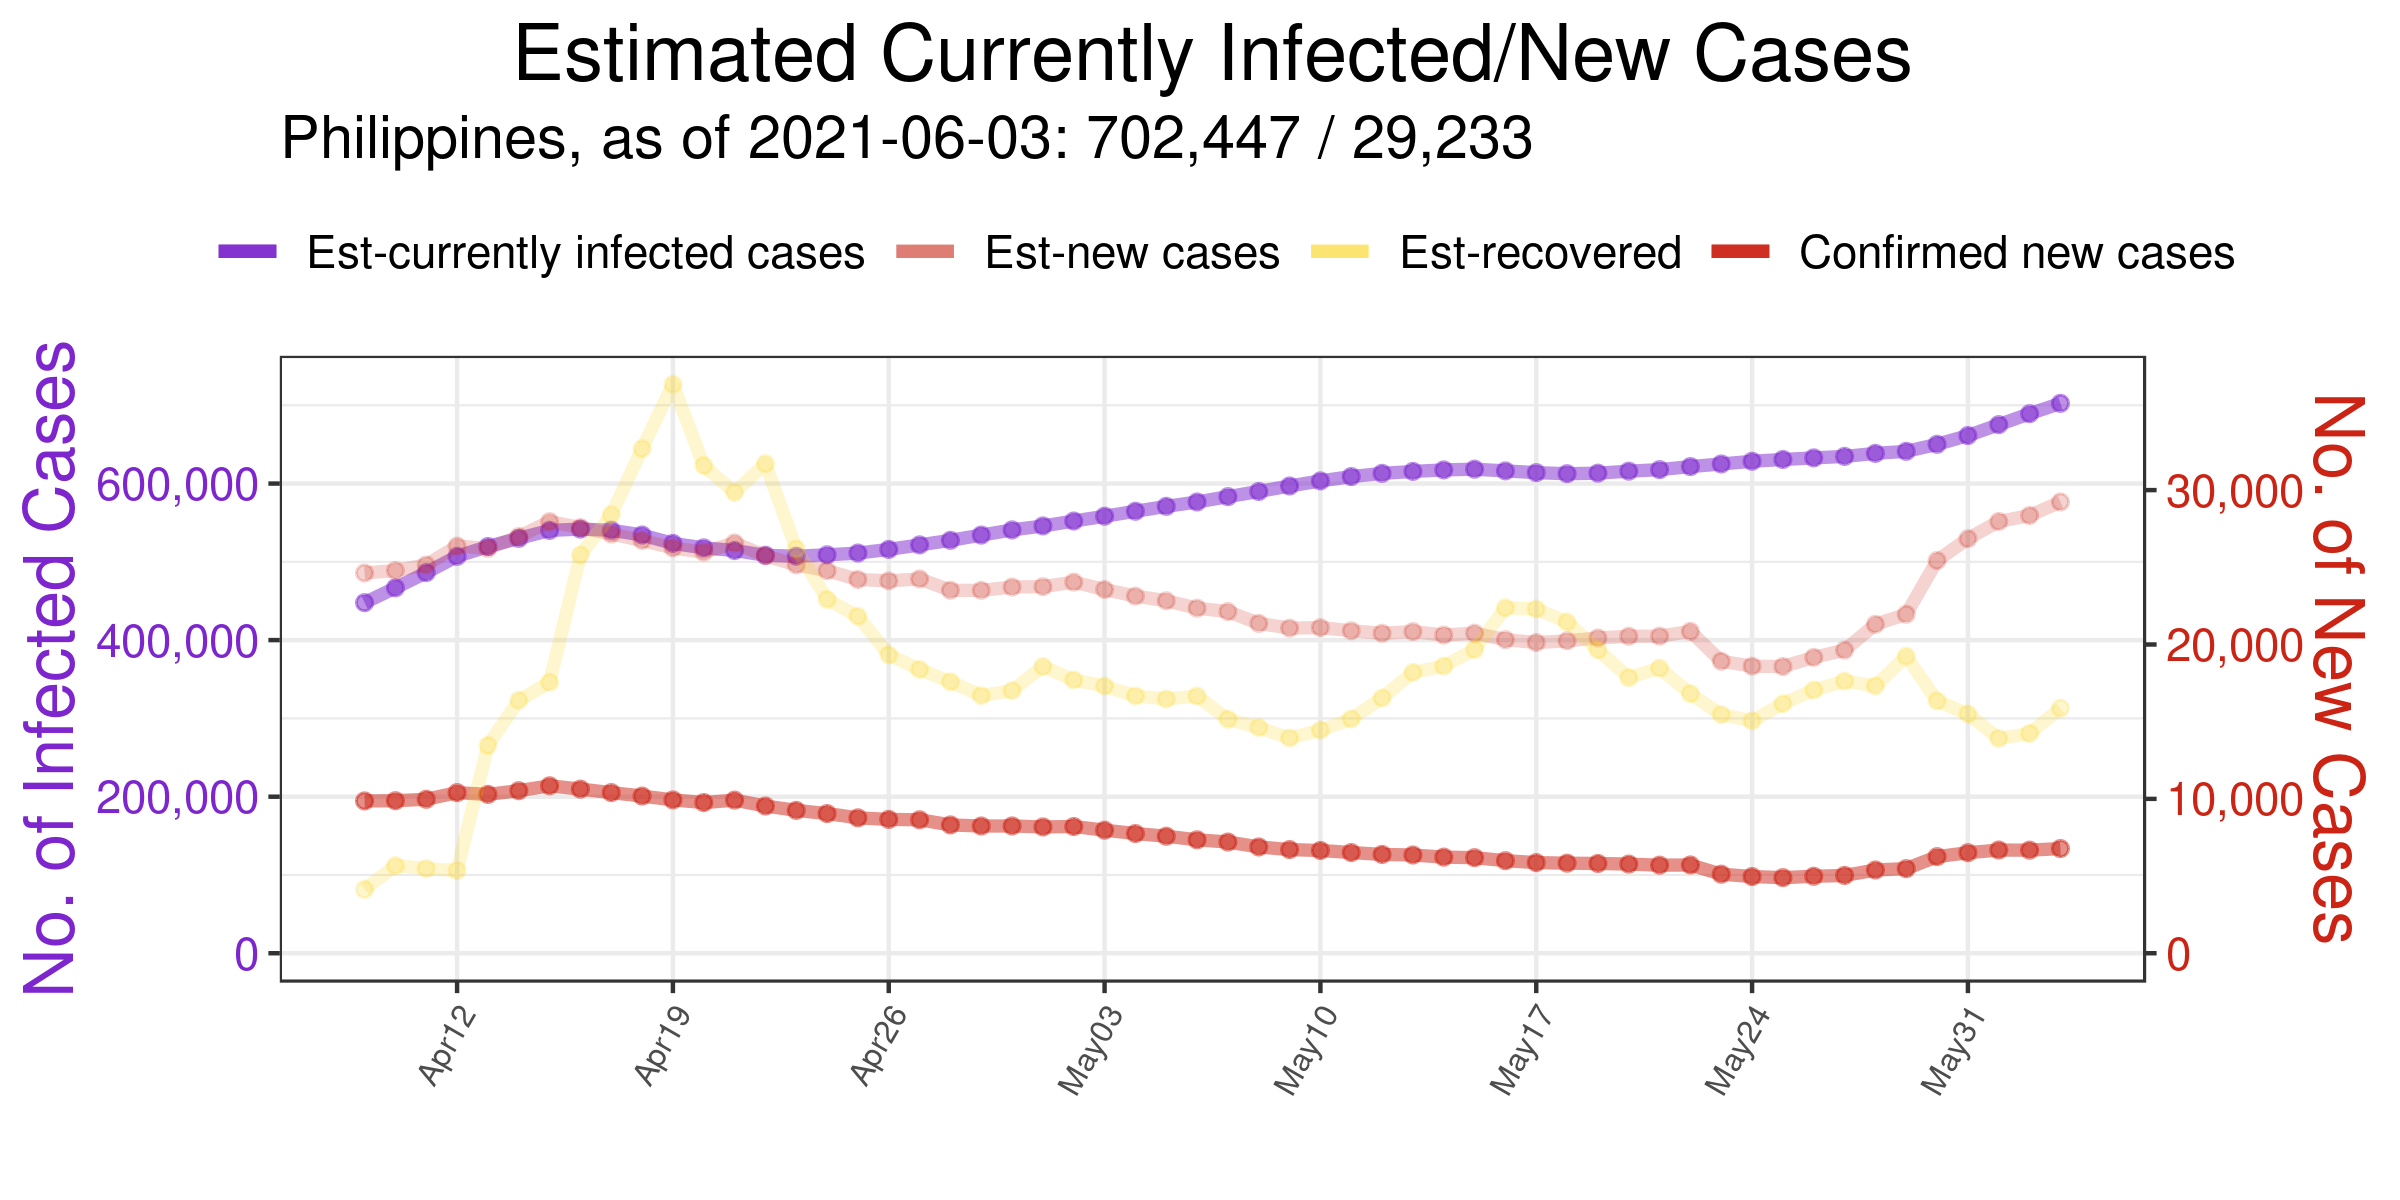 Estimated Currently Infected/New Cases
Philippines, as of 2021-06-03: 702,447 / 29,233
Est-currently infected cases Est-new cases Est-recovered Confirmed new cases
No. of Infected Cases
600,000
400,000
200,000
0
30,000
20,000
10,000
0
No. of New Cases
Apr12 Apr19 Apr26 May03 May10 May17 May24 May31